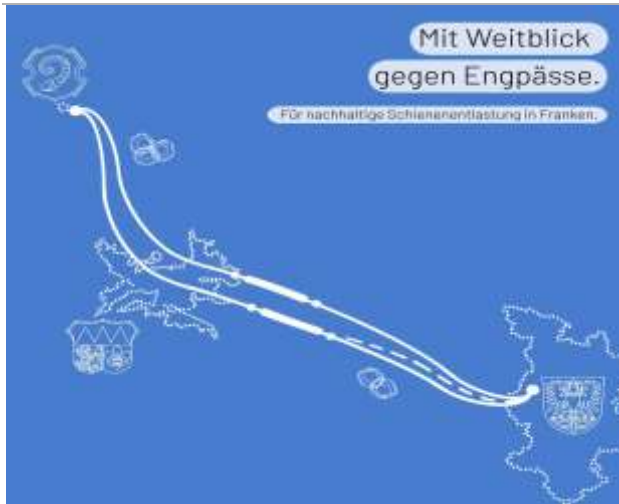 Mit Weitblick
gegen Engpässe.
Für nachhaltige Schienenentlastung in Franken.